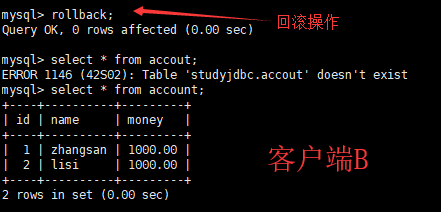 mysql> rollback;
回滚操作
Query OK, 0 rows affected (0.00 sec)
mysql> select * from accout;
ERROR 1146 (42S02): Table 'studyjdbc.accout' doesn't exist
mysql> select * from account;
+----+----------+---------+
| id | name | money |
+----+----------+---------+
| 1 | zhangsan | 1000.00 |
| 2 | lisi | 1000.00 |
+----+----------+---------+
2 rows in set (0.00 sec)
客户端B